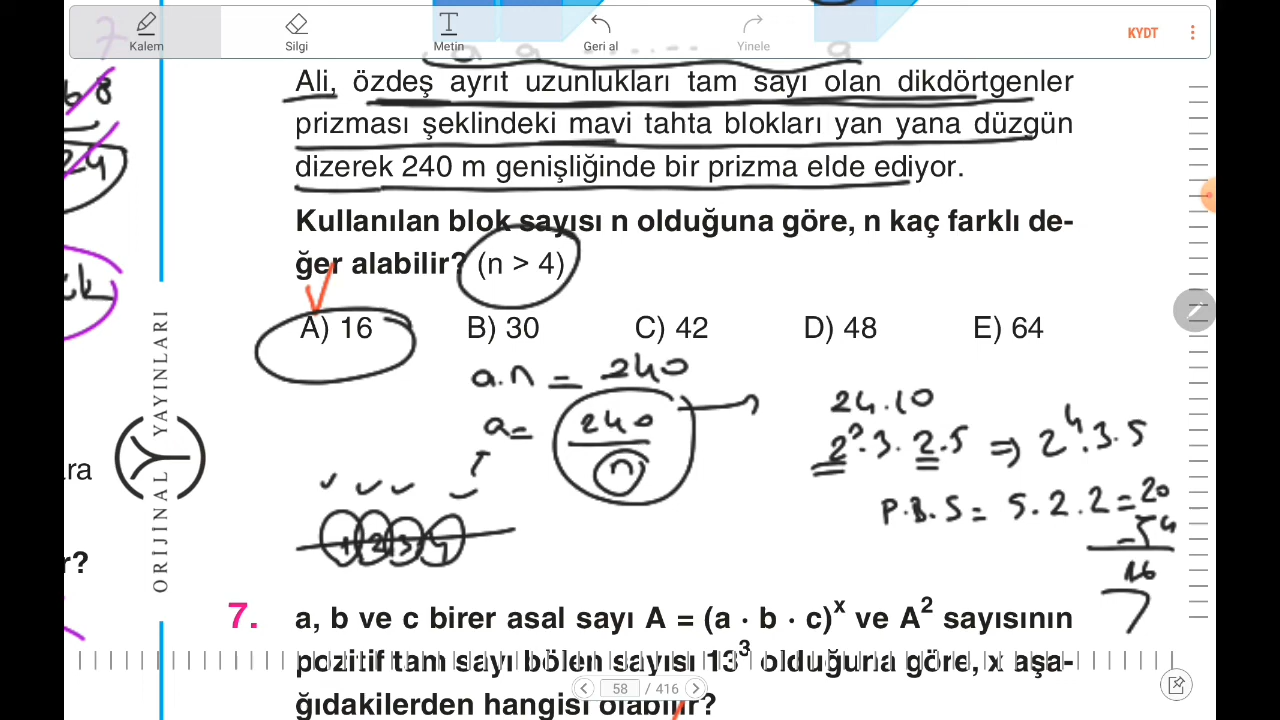 Kalem
Silgi
Metin
Geri al
Yinele
KYDT
Ali, özdeş ayrıt uzunlukları tam sayı olan dikdörtgenler
prizması şeklindeki mavi tahta blokları yan yana düzgün
dizerek 240 m genişliğinde bir prizma elde ediyor.
Kullanılan blok sayısı n olduğuna göre, n kaç farklı de-
ğer alabilir? (n > 4)
A) 16 B) 30 C) 42 D) 48 E) 64
a.n = 240
a = 240/n
24.10
2³.3.2.5 ⇒ 2⁴.3.5
P.B.S = 5.2.2 = 20
16
1 2 3 4
ORİJİNAL YAYINLARI
7. a, b ve c birer asal sayı A = (a · b · c)ˣ ve A² sayısının
pozitif tam sayı bölen sayısı 13³ olduğuna göre, x aşa-
ğıdakilerden hangisi olabilir?
58 / 416